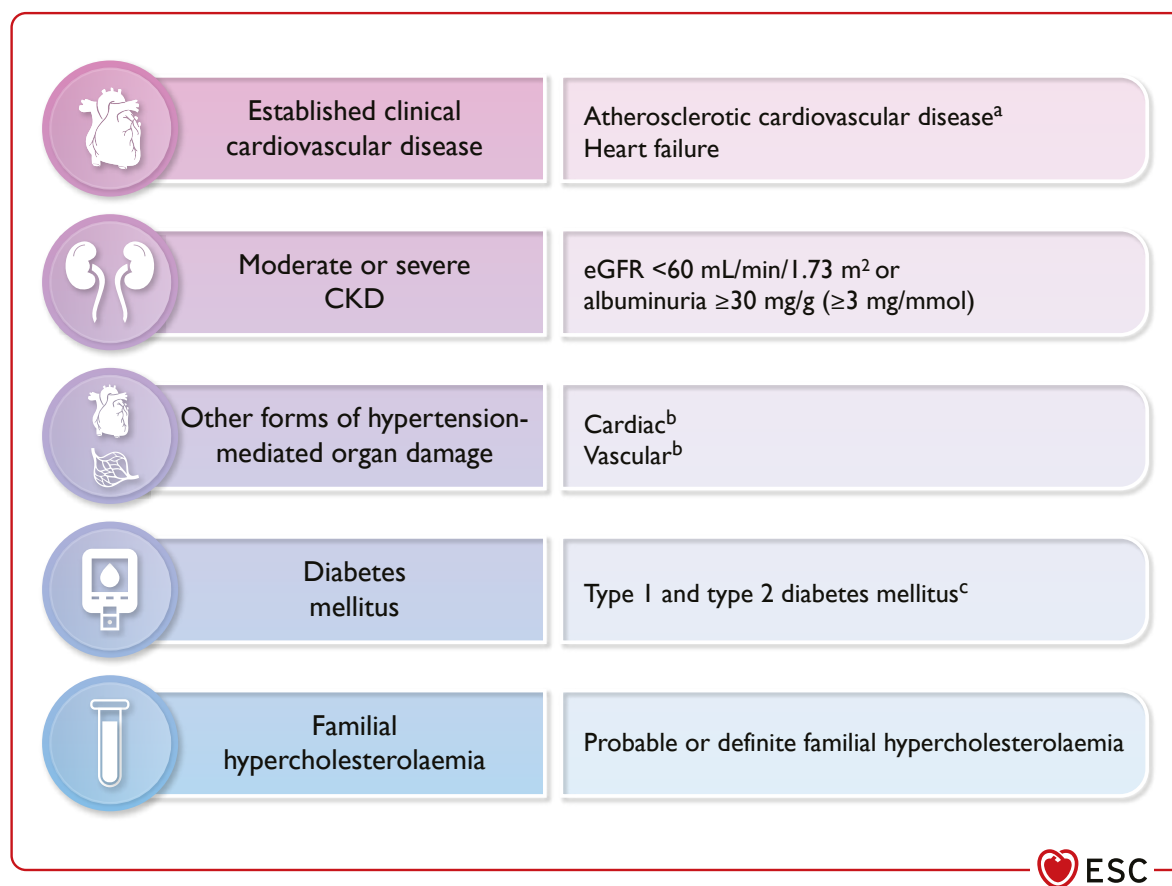 Established clinical
cardiovascular disease
Atherosclerotic cardiovascular diseaseᵃ
Heart failure
Moderate or severe
CKD
eGFR <60 mL/min/1.73 m² or
albuminuria ≥30 mg/g (≥3 mg/mmol)
Other forms of hypertension-
mediated organ damage
Cardiacᵇ
Vascularᵇ
Diabetes
mellitus
Type 1 and type 2 diabetes mellitusᶜ
Familial
hypercholesterolaemia
Probable or definite familial hypercholesterolaemia
ESC